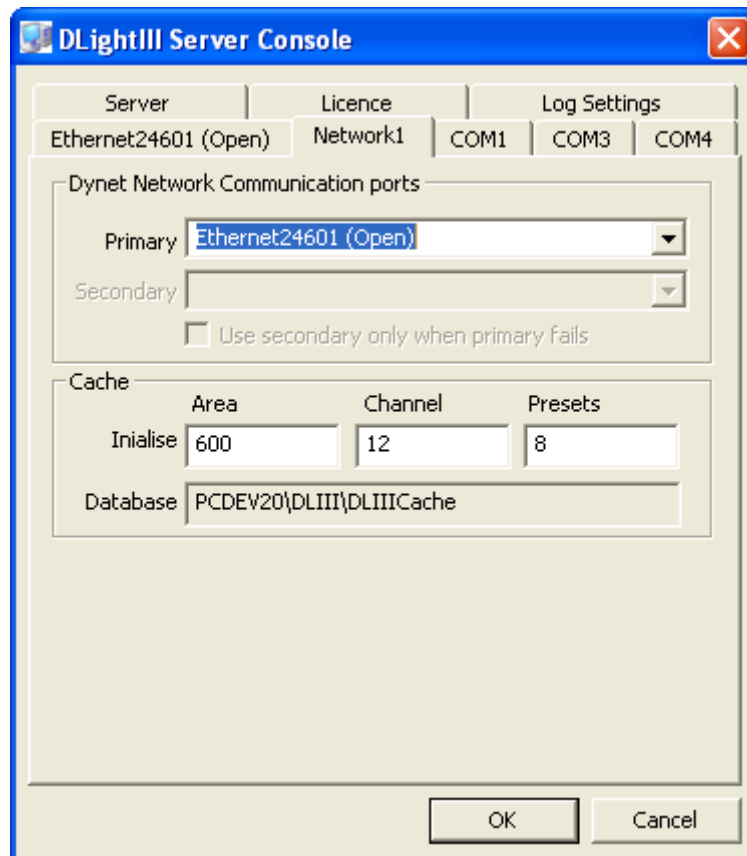 DLightIII Server Console
Server Licence Log Settings
Ethernet24601 (Open) Network1 COM1 COM3 COM4
Dynet Network Communication ports
Primary Ethernet24601 (Open)
Secondary
Use secondary only when primary fails
Cache
Area Channel Presets
Inialise 600 12 8
Database PCDEV20\DLIII\DLIIICache
OK Cancel